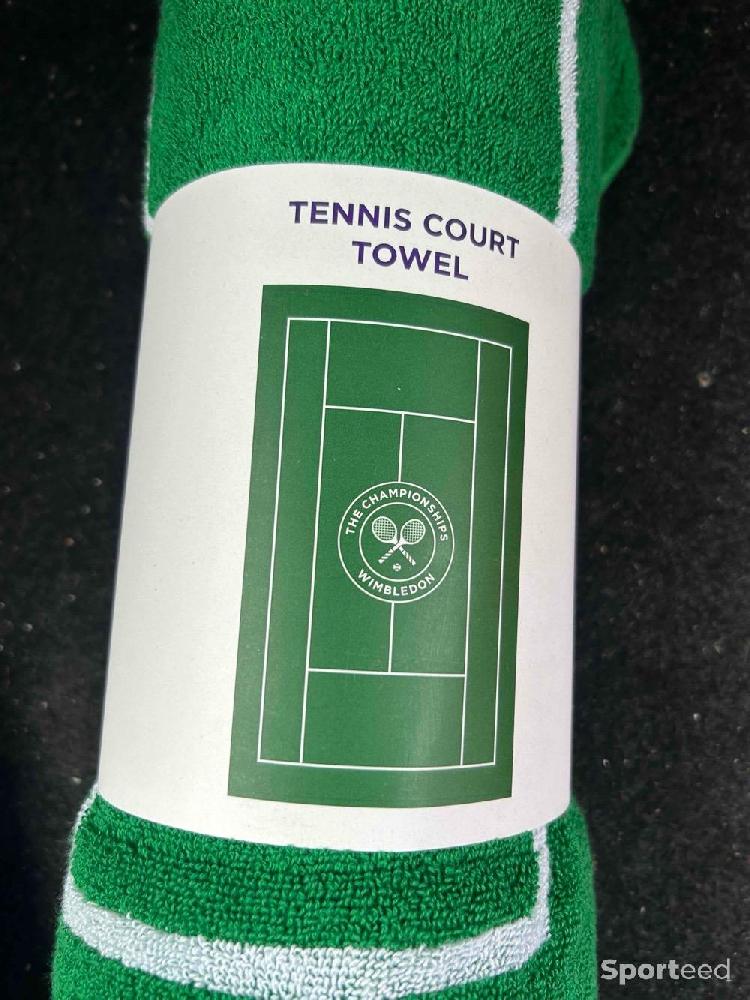 TENNIS COURT
TOWEL
THE CHAMPIONSHIPS
WIMBLEDON
Sporteed